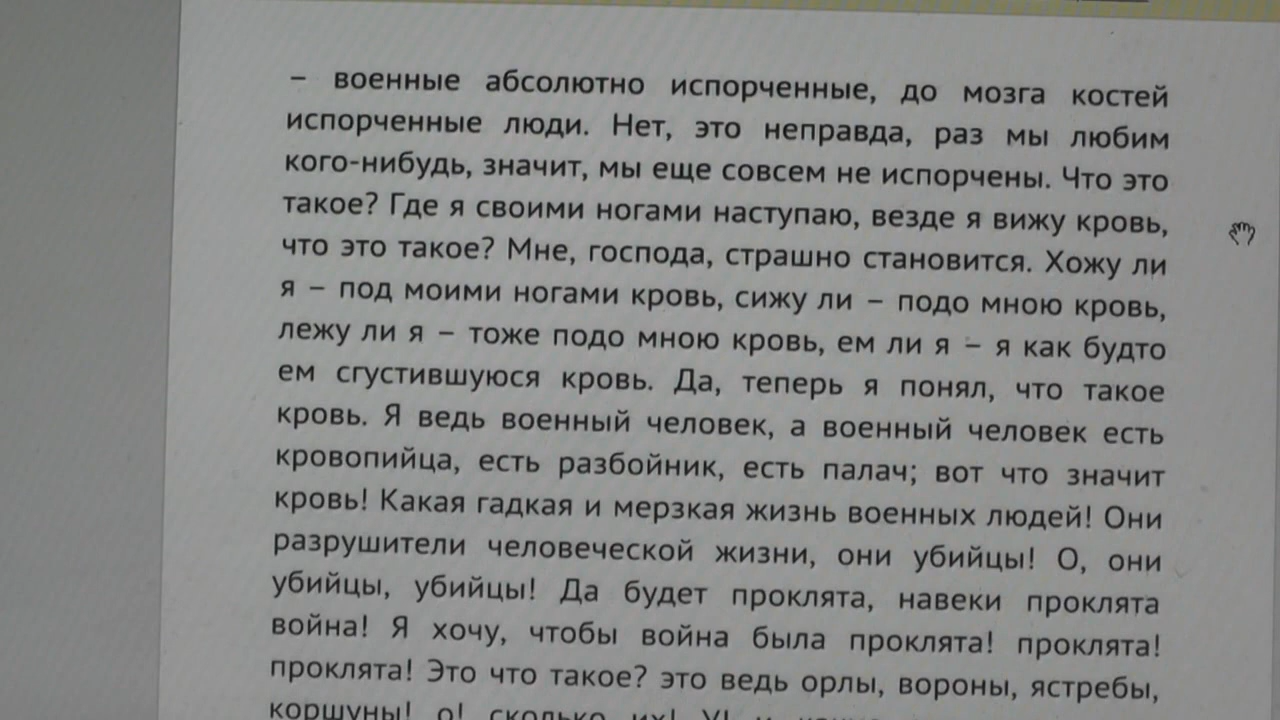 – военные абсолютно испорченные, до мозга костей
испорченные люди. Нет, это неправда, раз мы любим
кого-нибудь, значит, мы еще совсем не испорчены. Что это
такое? Где я своими ногами наступаю, везде я вижу кровь,
что это такое? Мне, господа, страшно становится. Хожу ли
я – под моими ногами кровь, сижу ли – подо мною кровь,
лежу ли я – тоже подо мною кровь, ем ли я – я как будто
ем сгустившуюся кровь. Да, теперь я понял, что такое
кровь. Я ведь военный человек, а военный человек есть
кровопийца, есть разбойник, есть палач; вот что значит
кровь! Какая гадкая и мерзкая жизнь военных людей! Они
разрушители человеческой жизни, они убийцы! О, они
убийцы, убийцы! Да будет проклята, навеки проклята
война! Я хочу, чтобы война была проклята! проклята!
проклята! Это что такое? это ведь орлы, вороны, ястребы,
коршуны! о! сколько их! У! и